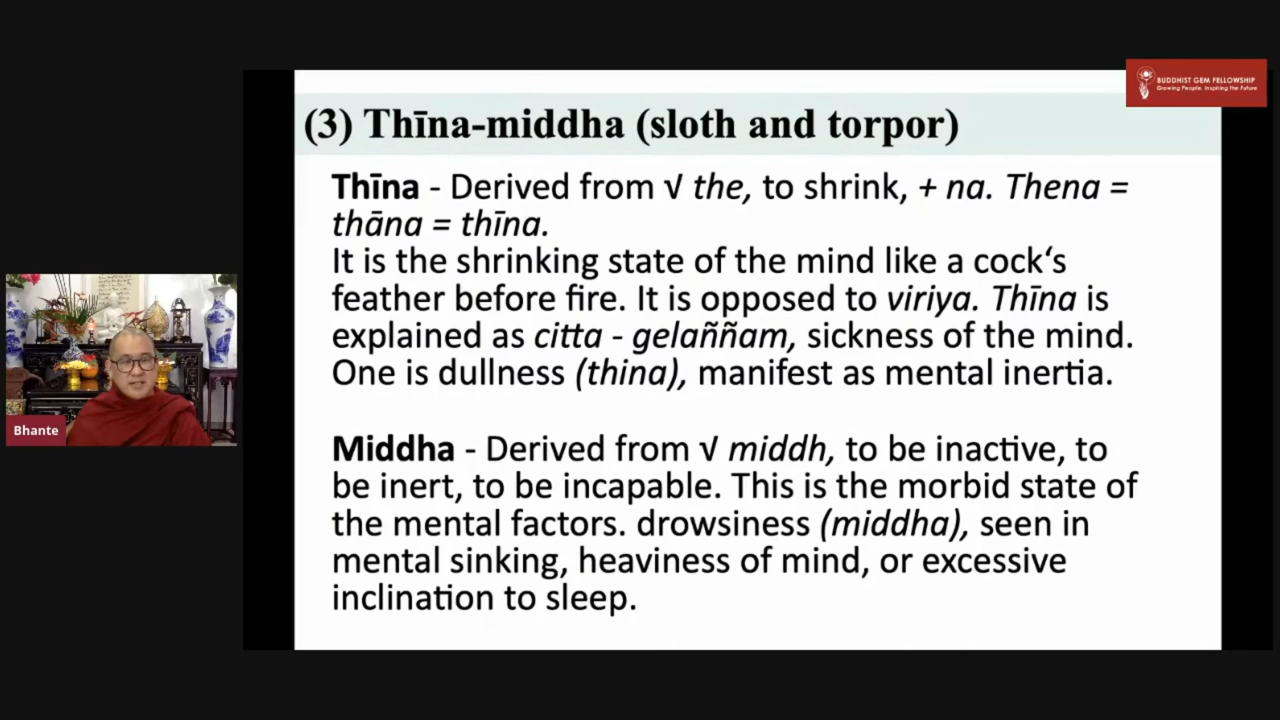 BUDDHIST GEM FELLOWSHIP
Growing People. Inspiring the Future
(3) Thīna-middha (sloth and torpor)
Thīna - Derived from √ the, to shrink, + na. Thena =
thāna = thīna.
It is the shrinking state of the mind like a cock‘s
feather before fire. It is opposed to viriya. Thīna is
explained as citta - gelaññam, sickness of the mind.
One is dullness (thina), manifest as mental inertia.
Middha - Derived from √ middh, to be inactive, to
be inert, to be incapable. This is the morbid state of
the mental factors. drowsiness (middha), seen in
mental sinking, heaviness of mind, or excessive
inclination to sleep.
Bhante